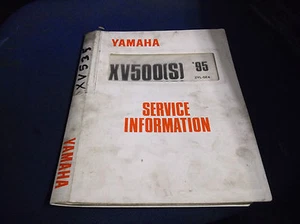 YAMAHA
XV500(S) '95
SERVICE
INFORMATION
XV535
YAMAHA